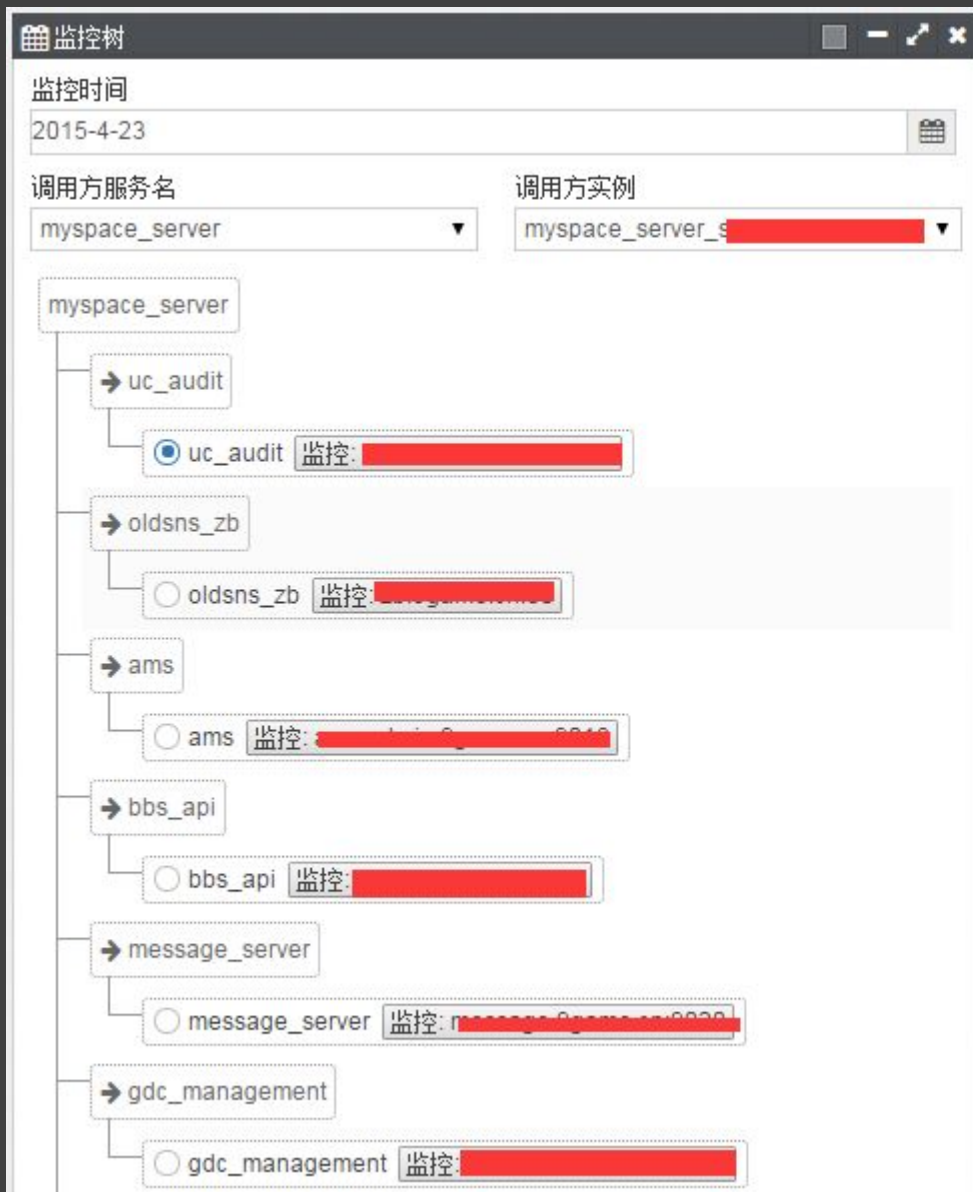 监控树
监控时间
2015-4-23
调用方服务名 调用方实例
myspace_server myspace_server_s
myspace_server
uc_audit
uc_audit 监控:
oldsns_zb
oldsns_zb 监控:
ams
ams 监控:
bbs_api
bbs_api 监控:
message_server
message_server 监控:
gdc_management
gdc_management 监控: